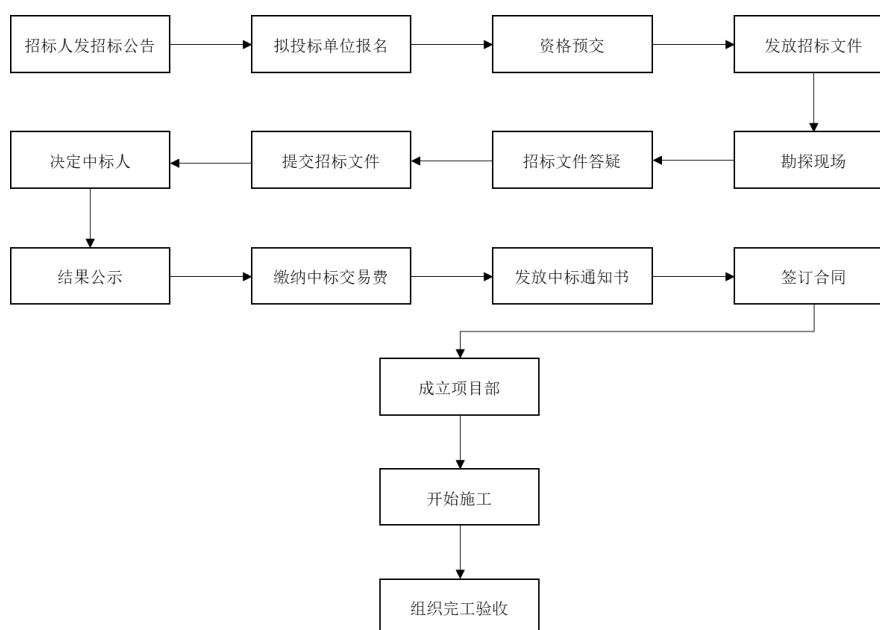 招标人发招标公告
拟投标单位报名
资格预交
发放招标文件
勘探现场
招标文件答疑
提交招标文件
决定中标人
结果公示
缴纳中标交易费
发放中标通知书
签订合同
成立项目部
开始施工
组织完工验收